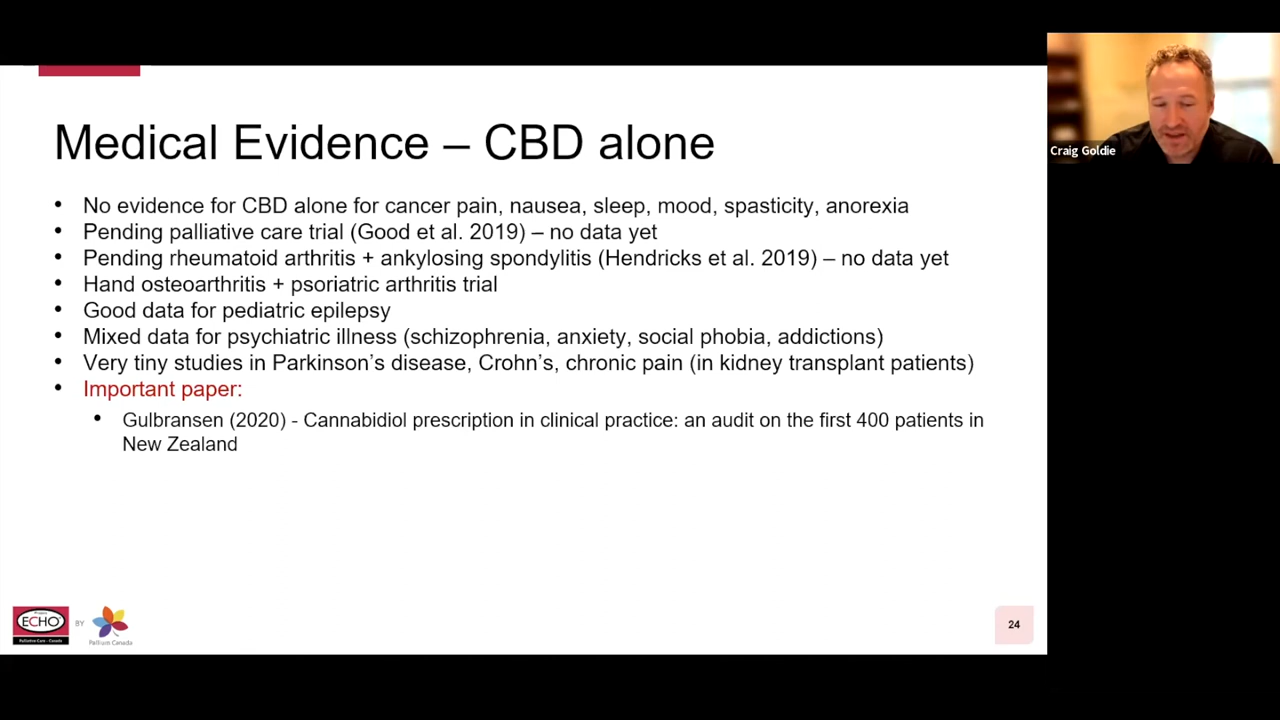 Medical Evidence – CBD alone
• No evidence for CBD alone for cancer pain, nausea, sleep, mood, spasticity, anorexia
• Pending palliative care trial (Good et al. 2019) – no data yet
• Pending rheumatoid arthritis + ankylosing spondylitis (Hendricks et al. 2019) – no data yet
• Hand osteoarthritis + psoriatric arthritis trial
• Good data for pediatric epilepsy
• Mixed data for psychiatric illness (schizophrenia, anxiety, social phobia, addictions)
• Very tiny studies in Parkinson's disease, Crohn's, chronic pain (in kidney transplant patients)
• Important paper:
• Gulbransen (2020) - Cannabidiol prescription in clinical practice: an audit on the first 400 patients in
New Zealand
Craig Goldie
ECHO
Palliative Care - Canada
BY
Pallium Canada
24